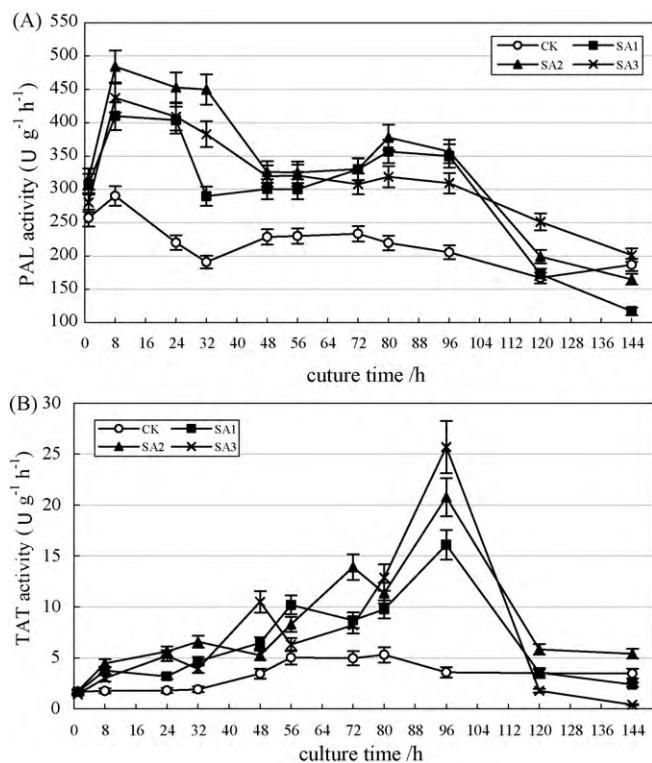 (A)
550
500
450
400
350
300
250
200
150
100
PAL activity ( U g⁻¹ h⁻¹ )
CK SA1
SA2 SA3
0 8 16 24 32 40 48 56 64 72 80 88 96 104 112 120 128 136 144
cuture time /h
(B)
30
25
20
15
10
5
0
TAT activity ( U g⁻¹ h⁻¹ )
CK SA1
SA2 SA3
0 8 16 24 32 40 48 56 64 72 80 88 96 104 112 120 128 136 144
culture time /h